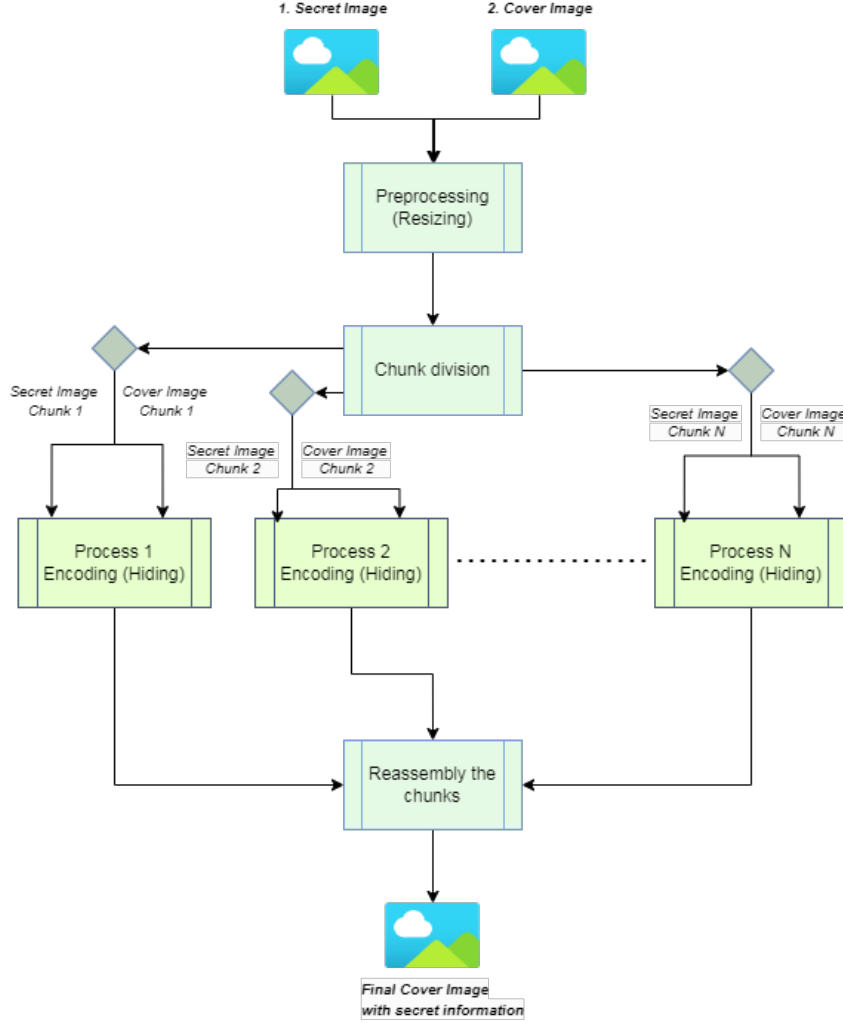 1. Secret Image
2. Cover Image
Preprocessing
(Resizing)
Chunk division
Secret Image
Chunk 1
Cover Image
Chunk 1
Secret Image
Chunk 2
Cover Image
Chunk 2
Secret Image
Chunk N
Cover Image
Chunk N
Process 1
Encoding (Hiding)
Process 2
Encoding (Hiding)
Process N
Encoding (Hiding)
Reassembly the
chunks
Final Cover Image
with secret information